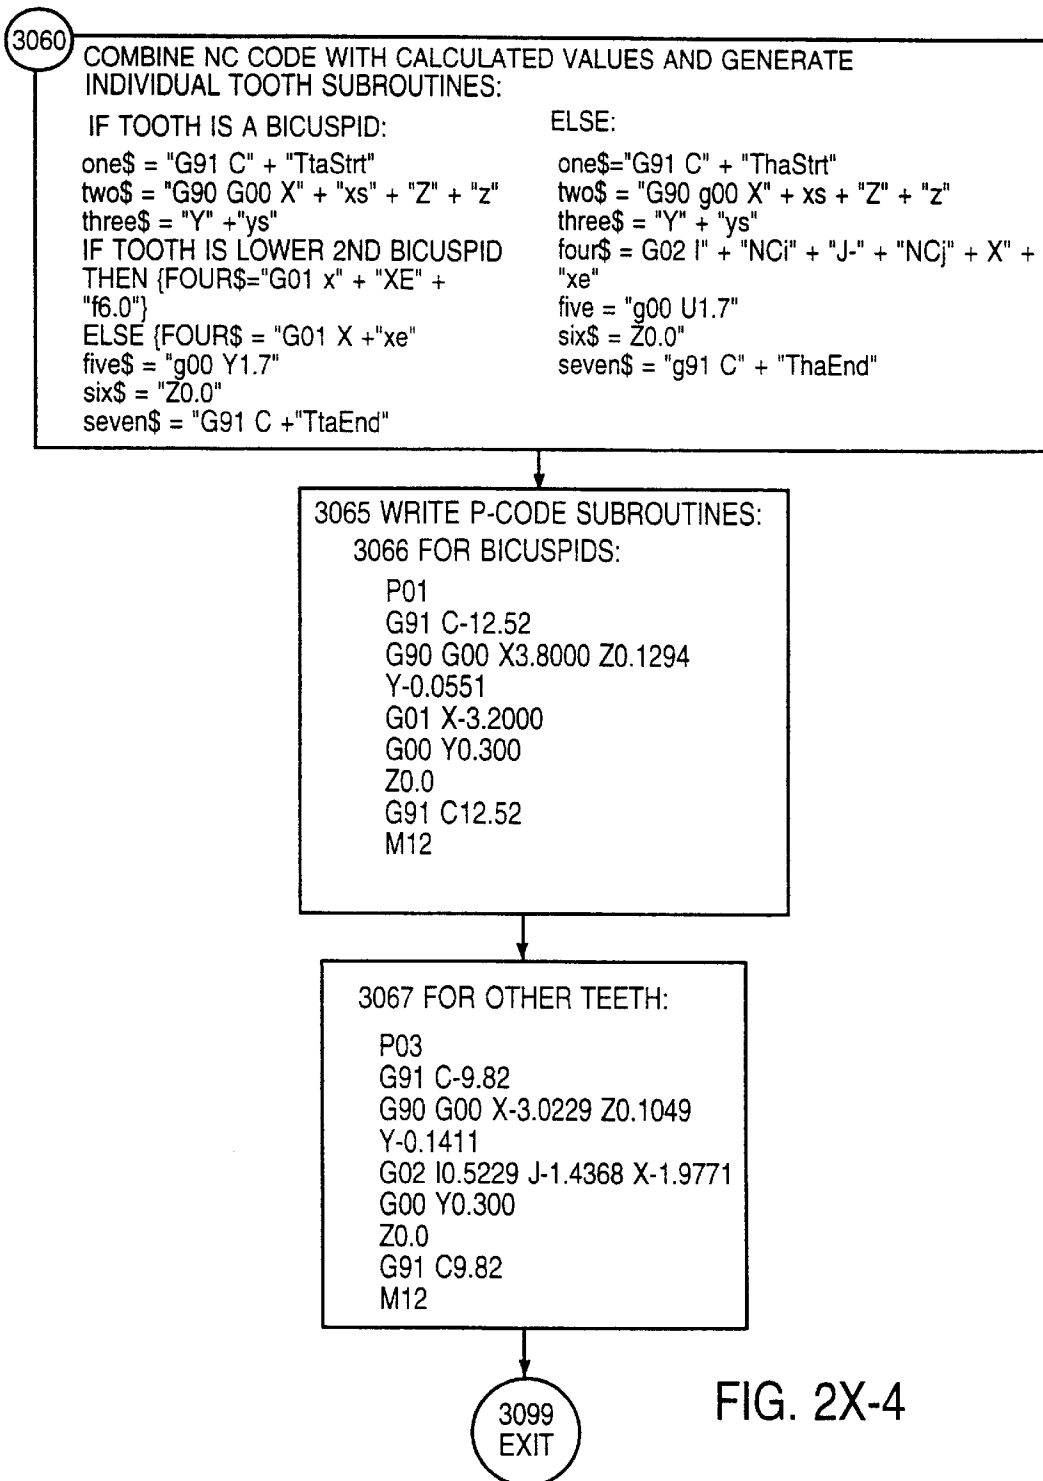 3060
COMBINE NC CODE WITH CALCULATED VALUES AND GENERATE
INDIVIDUAL TOOTH SUBROUTINES:
IF TOOTH IS A BICUSPID:
one$ = "G91 C" + "TtaStrt"
two$ = "G90 G00 X" + "xs" + "Z" + "z"
three$ = "Y" +"ys"
IF TOOTH IS LOWER 2ND BICUSPID
THEN {FOUR$="G01 x" + "XE" +
"f6.0"}
ELSE {FOUR$ = "G01 X +"xe"
five$ = "g00 Y1.7"
six$ = "Z0.0"
seven$ = "G91 C +"TtaEnd"
ELSE:
one$="G91 C" + "ThaStrt"
two$ = "G90 g00 X" + xs + "Z" + "z"
three$ = "Y" + "ys"
four$ = G02 I" + "NCi" + "J-" + "NCj" + X" +
"xe"
five = "g00 U1.7"
six$ = Z0.0"
seven$ = "g91 C" + "ThaEnd"
3065 WRITE P-CODE SUBROUTINES:
3066 FOR BICUSPIDS:
P01
G91 C-12.52
G90 G00 X3.8000 Z0.1294
Y-0.0551
G01 X-3.2000
G00 Y0.300
Z0.0
G91 C12.52
M12
3067 FOR OTHER TEETH:
P03
G91 C-9.82
G90 G00 X-3.0229 Z0.1049
Y-0.1411
G02 I0.5229 J-1.4368 X-1.9771
G00 Y0.300
Z0.0
G91 C9.82
M12
3099
EXIT
FIG. 2X-4